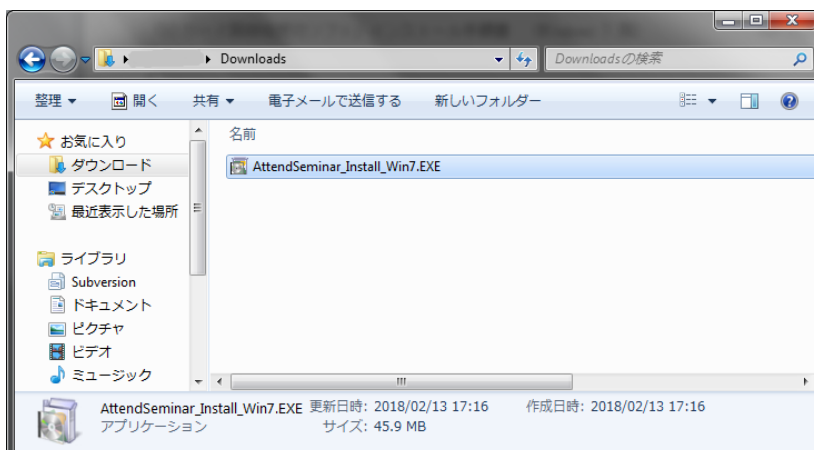 Downloads
Downloadsの検索
整理 開く 共有 電子メールで送信する 新しいフォルダー
お気に入り
ダウンロード
デスクトップ
最近表示した場所
ライブラリ
Subversion
ドキュメント
ピクチャ
ビデオ
ミュージック
名前
AttendSeminar_Install_Win7.EXE
AttendSeminar_Install_Win7.EXE 更新日時: 2018/02/13 17:16 作成日時: 2018/02/13 17:16
アプリケーション サイズ: 45.9 MB